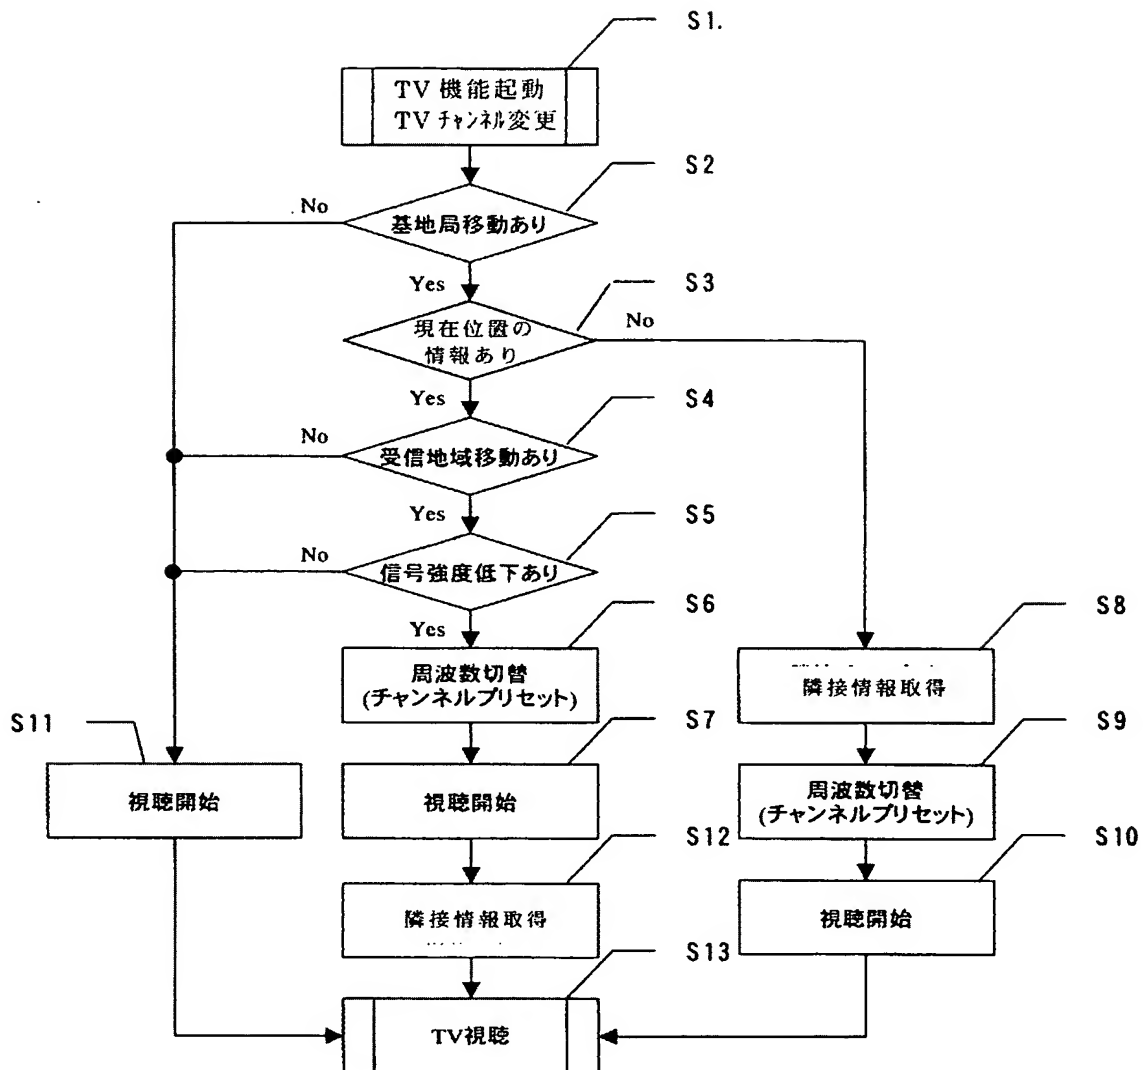 S1.
TV 機能起動
TV チャンネル変更
S2
No
基地局移動あり
Yes
S3
現在位置の
情報あり
No
Yes
S4
No
受信地域移動あり
Yes
S5
No
信号強度低下あり
Yes
S6
S8
周波数切替
(チャンネルプリセット)
隣接情報取得
S11
S7
S9
視聴開始
視聴開始
周波数切替
(チャンネルプリセット)
S12
S10
隣接情報取得
視聴開始
S13
TV視聴